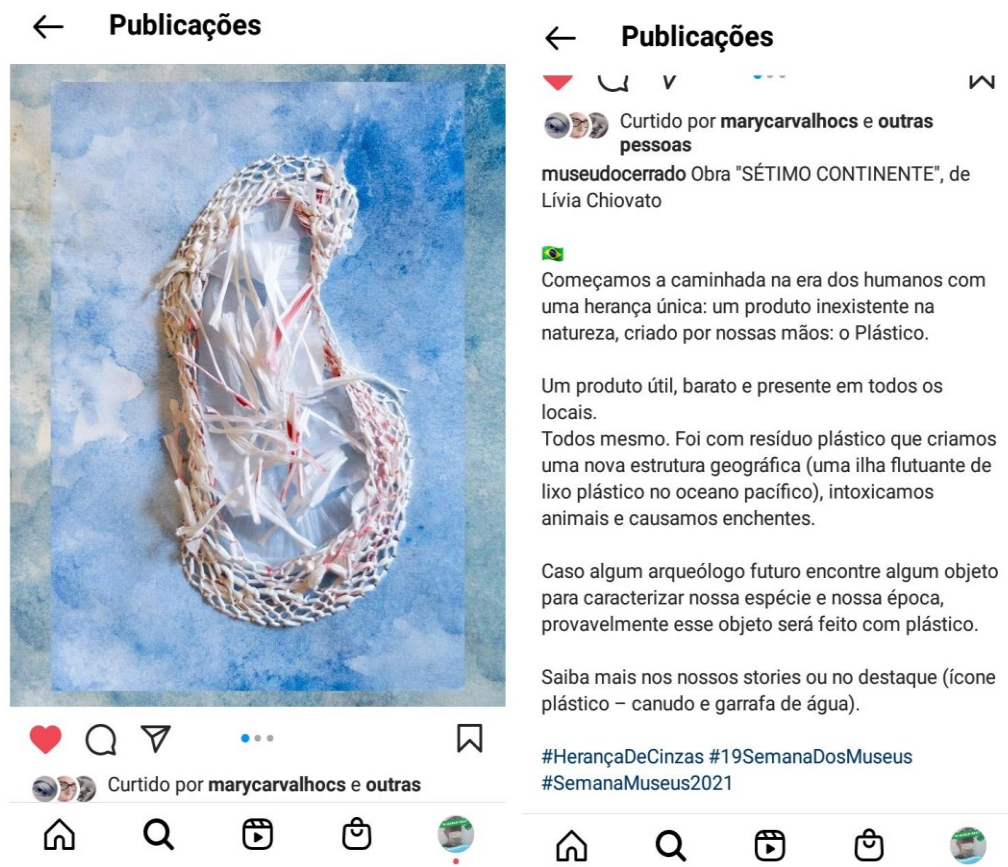 Publicações
Curtido por marycarvalhocs e outras
Publicações
Curtido por marycarvalhocs e outras
pessoas
museudocerrado Obra "SÉTIMO CONTINENTE", de
Lívia Chiovato
Começamos a caminhada na era dos humanos com
uma herança única: um produto inexistente na
natureza, criado por nossas mãos: o Plástico.
Um produto útil, barato e presente em todos os
locais.
Todos mesmo. Foi com resíduo plástico que criamos
uma nova estrutura geográfica (uma ilha flutuante de
lixo plástico no oceano pacífico), intoxicamos
animais e causamos enchentes.
Caso algum arqueólogo futuro encontre algum objeto
para caracterizar nossa espécie e nossa época,
provavelmente esse objeto será feito com plástico.
Saiba mais nos nossos stories ou no destaque (ícone
plástico – canudo e garrafa de água).
#HerançaDeCinzas #19SemanaDosMuseus
#SemanaMuseus2021